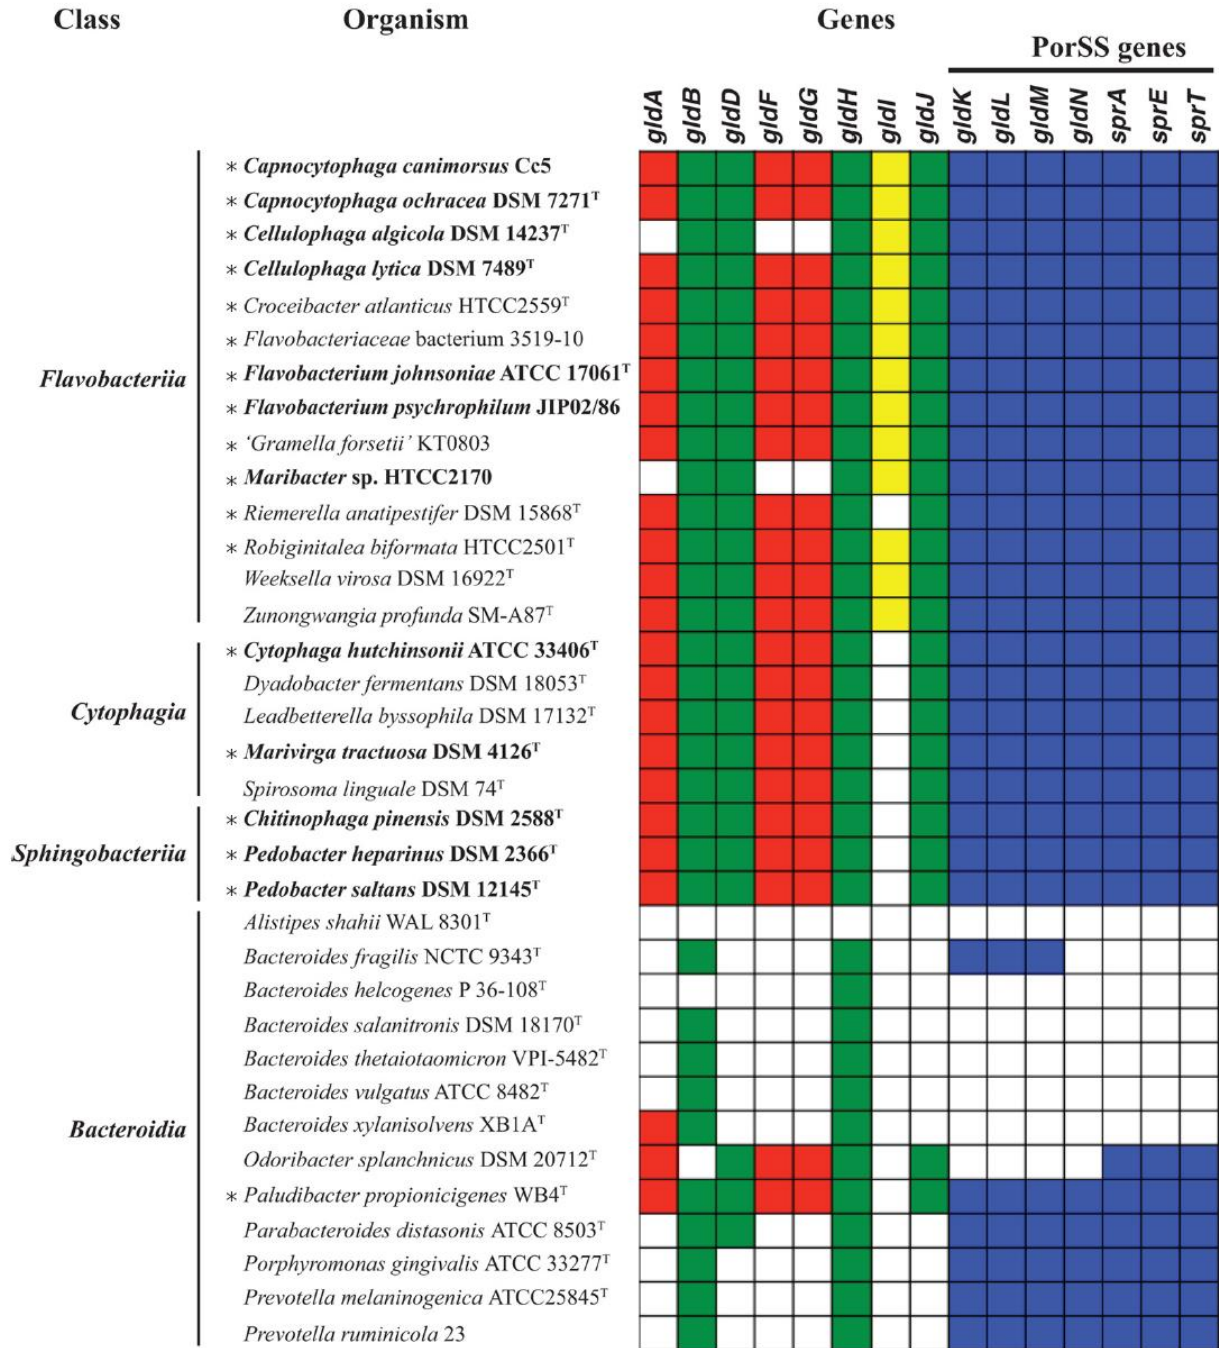 Class Organism Genes
PorSS genes
gldA gldB gldD gldF gldG gldH gldI gldJ gldK gldL gldM gldN sprA sprE sprT
* Capnocytophaga canimorsus Cc5
* Capnocytophaga ochracea DSM 7271ᵀ
* Cellulophaga algicola DSM 14237ᵀ
* Cellulophaga lytica DSM 7489ᵀ
* Croceibacter atlanticus HTCC2559ᵀ
* Flavobacteriaceae bacterium 3519-10
Flavobacteriia * Flavobacterium johnsoniae ATCC 17061ᵀ
* Flavobacterium psychrophilum JIP02/86
* ‘Gramella forsetii’ KT0803
* Maribacter sp. HTCC2170
* Riemerella anatipestifer DSM 15868ᵀ
* Robiginitalea biformata HTCC2501ᵀ
Weeksella virosa DSM 16922ᵀ
Zunongwangia profunda SM-A87ᵀ
* Cytophaga hutchinsonii ATCC 33406ᵀ
Dyadobacter fermentans DSM 18053ᵀ
Cytophagia Leadbetterella byssophila DSM 17132ᵀ
* Marivirga tractuosa DSM 4126ᵀ
Spirosoma linguale DSM 74ᵀ
* Chitinophaga pinensis DSM 2588ᵀ
Sphingobacteriia * Pedobacter heparinus DSM 2366ᵀ
* Pedobacter saltans DSM 12145ᵀ
Alistipes shahii WAL 8301ᵀ
Bacteroides fragilis NCTC 9343ᵀ
Bacteroides helcogenes P 36-108ᵀ
Bacteroides salanitronis DSM 18170ᵀ
Bacteroides thetaiotaomicron VPI-5482ᵀ
Bacteroides vulgatus ATCC 8482ᵀ
Bacteroidia Bacteroides xylanisolvens XB1Aᵀ
Odoribacter splanchnicus DSM 20712ᵀ
* Paludibacter propionicigenes WB4ᵀ
Parabacteroides distasonis ATCC 8503ᵀ
Porphyromonas gingivalis ATCC 33277ᵀ
Prevotella melaninogenica ATCC25845ᵀ
Prevotella ruminicola 23